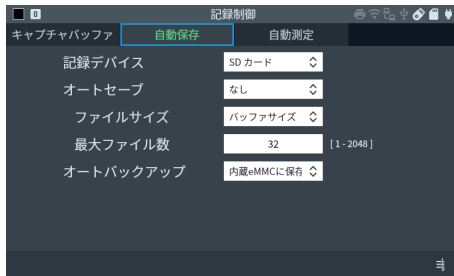 0 記録制御
キャプチャバッファ 自動保存 自動測定
記録デバイス SD カード
オートセーブ なし
ファイルサイズ バッファサイズ
最大ファイル数 32 [ 1 - 2048 ]
オートバックアップ 内蔵eMMCに保存